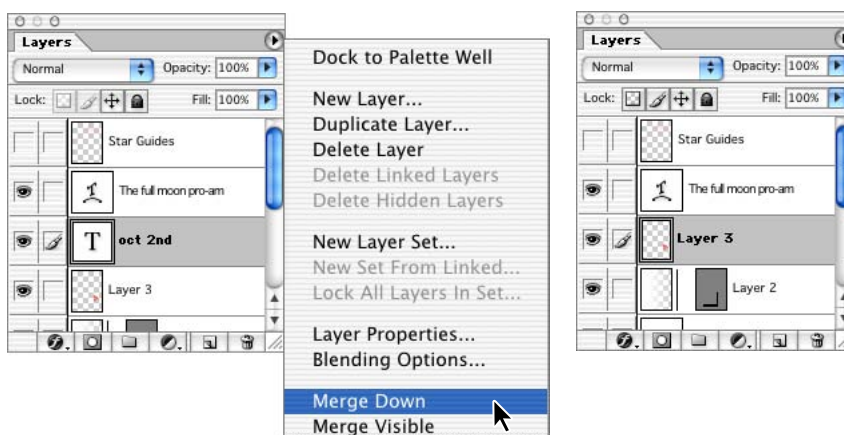 Layers
Normal
Opacity: 100%
Lock:
Fill: 100%
Star Guides
The full moon pro-am
T oct 2nd
Layer 3
Dock to Palette Well
New Layer...
Duplicate Layer...
Delete Layer
Delete Linked Layers
Delete Hidden Layers
New Layer Set...
New Set From Linked...
Lock All Layers In Set...
Layer Properties...
Blending Options...
Merge Down
Merge Visible
Layers
Normal
Opacity: 100%
Lock:
Fill: 100%
Star Guides
The full moon pro-am
Layer 3
Layer 2